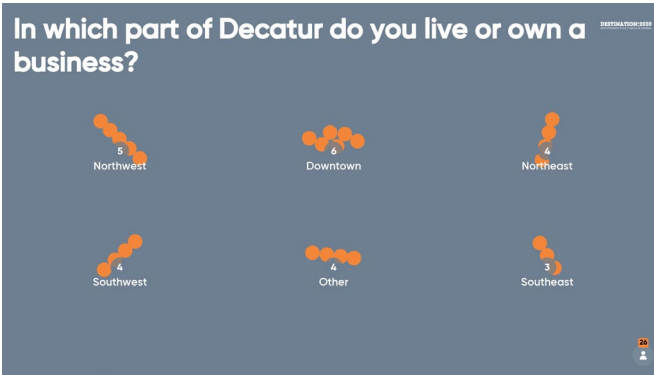 In which part of Decatur do you live or own a
business?
DESTINATION:2030
5
Northwest
6
Downtown
4
Northeast
4
Southwest
4
Other
3
Southeast
26